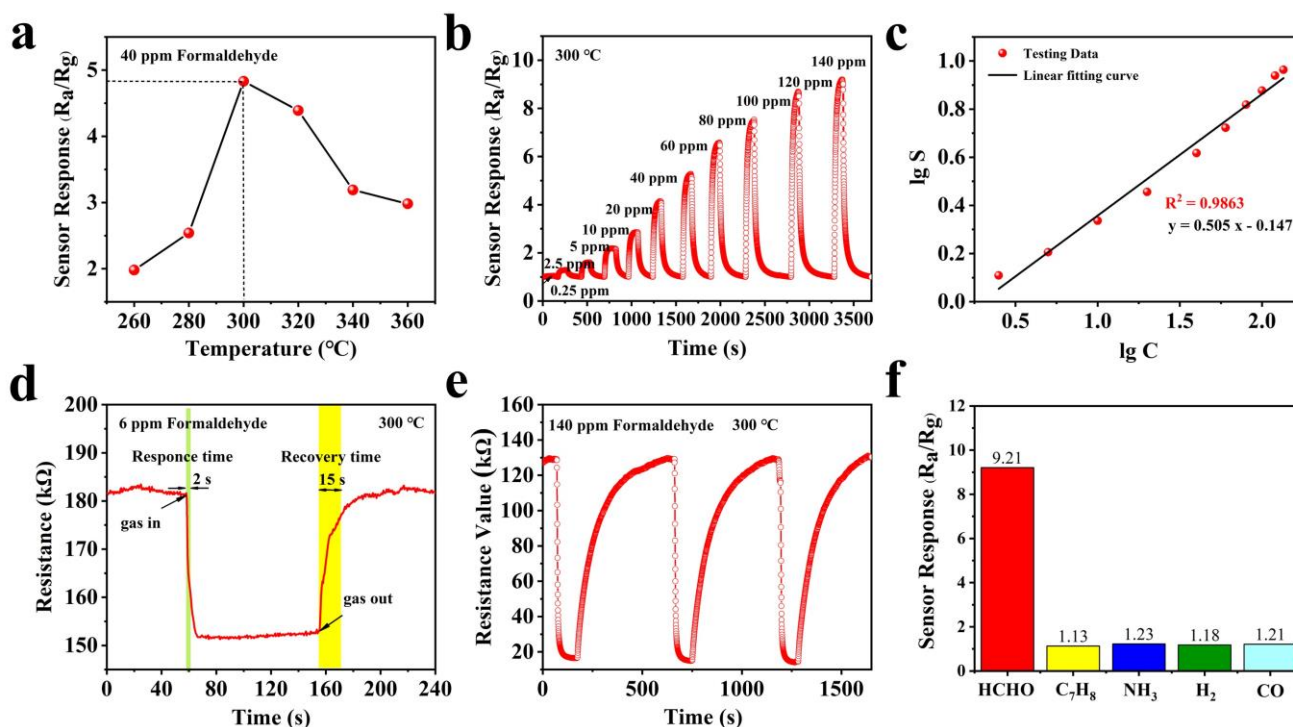 a
40 ppm Formaldehyde
Sensor Response (Ra/Rg)
5
4
3
2
260 280 300 320 340 360
Temperature (℃)
b
300 ℃
Sensor Response (Ra/Rg)
10
8
6
4
2
0
0.25 ppm
2.5 ppm
5 ppm
10 ppm
20 ppm
40 ppm
60 ppm
80 ppm
100 ppm
120 ppm
140 ppm
0 500 1000 1500 2000 2500 3000 3500
Time (s)
c
Testing Data
Linear fitting curve
lg S
1.0
0.8
0.6
0.4
0.2
0.0
R² = 0.9863
y = 0.505 x - 0.147
0.5 1.0 1.5 2.0
lg C
d
6 ppm Formaldehyde 300 ℃
Responce time Recovery time
2 s 15 s
gas in
gas out
Resistance (kΩ)
200
190
180
170
160
150
0 40 80 120 160 200 240
Time (s)
e
140 ppm Formaldehyde 300 ℃
Resistance Value (kΩ)
160
140
120
100
80
60
40
20
0 500 1000 1500
Time (s)
f
Sensor Response (Ra/Rg)
12
10
8
6
4
2
0
9.21
1.13
1.23
1.18
1.21
HCHO C₇H₈ NH₃ H₂ CO